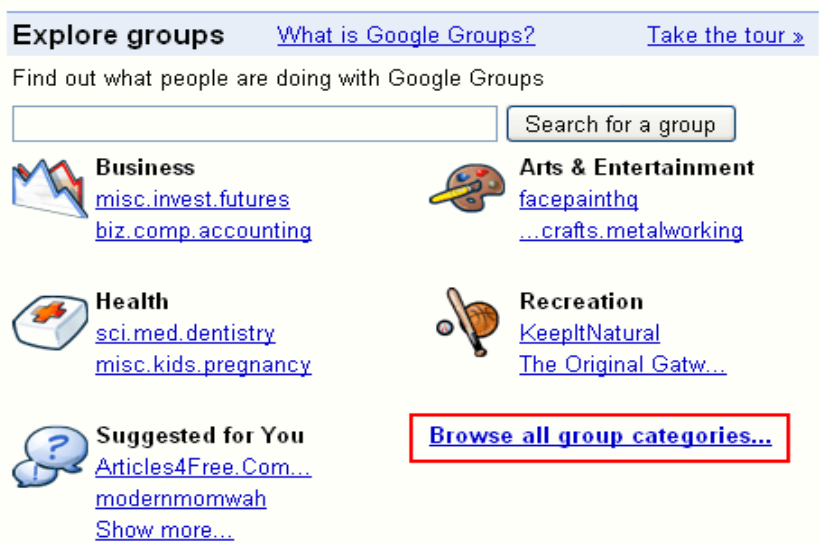 Explore groups What is Google Groups? Take the tour »
Find out what people are doing with Google Groups
Search for a group
Business
misc.invest.futures
biz.comp.accounting
Arts & Entertainment
facepainthq
...crafts.metalworking
Health
sci.med.dentistry
misc.kids.pregnancy
Recreation
KeepItNatural
The Original Gatw...
Suggested for You
Articles4Free.Com...
modernmomwah
Show more...
Browse all group categories...